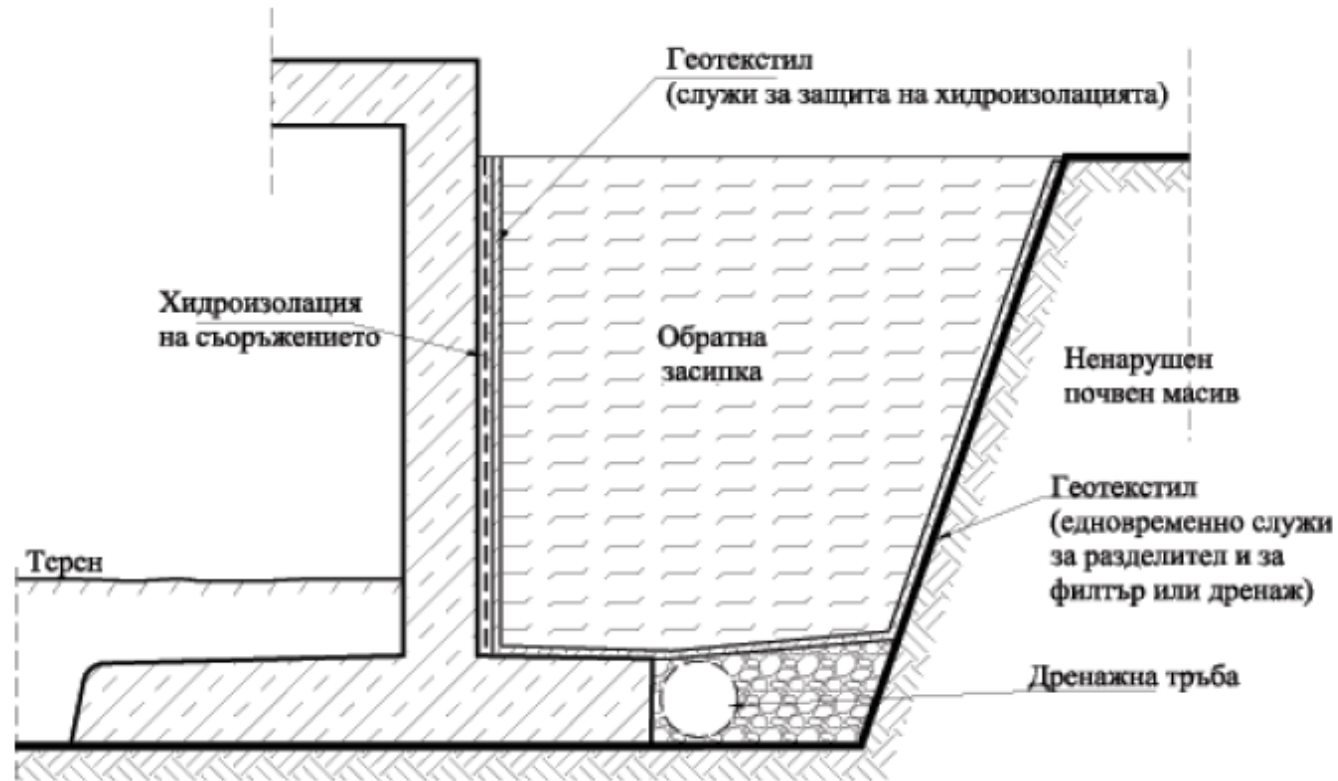 Геотекстил
(служи за защита на хидроизолацията)
Хидроизолация
на съоръжението
Обратна
засипка
Ненарушен
почвен масив
Геотекстил
(едновременно служи
за разделител и за
филтър или дренаж)
Терен
Дренажна тръба